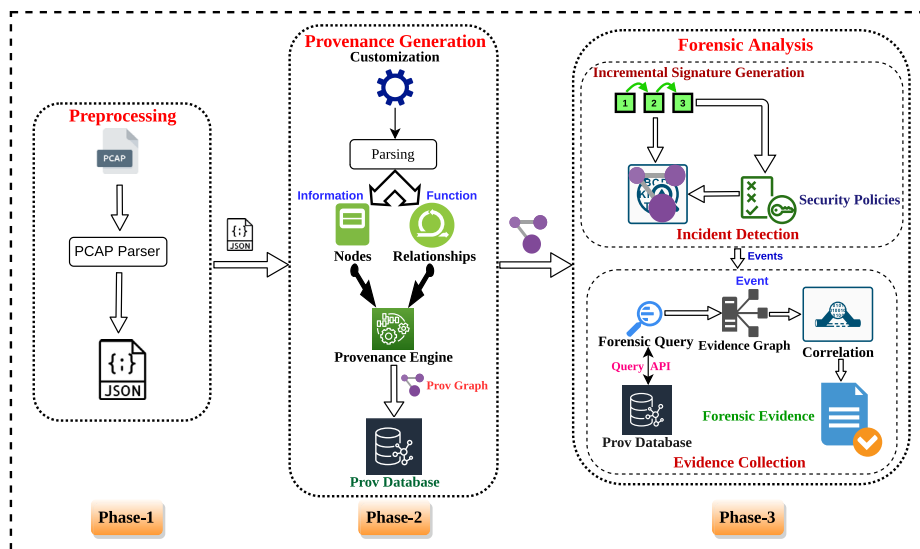 Preprocessing
PCAP
PCAP Parser
{;}
JSON
Phase-1
{;}
JSON
Provenance Generation
Customization
Parsing
Information
Function
Nodes
Relationships
Provenance Engine
Prov Graph
Prov Database
Phase-2
Forensic Analysis
Incremental Signature Generation
1 2 3
Security Policies
Incident Detection
Events
Event
Forensic Query
Evidence Graph
Correlation
Query API
Prov Database
Forensic Evidence
Evidence Collection
Phase-3